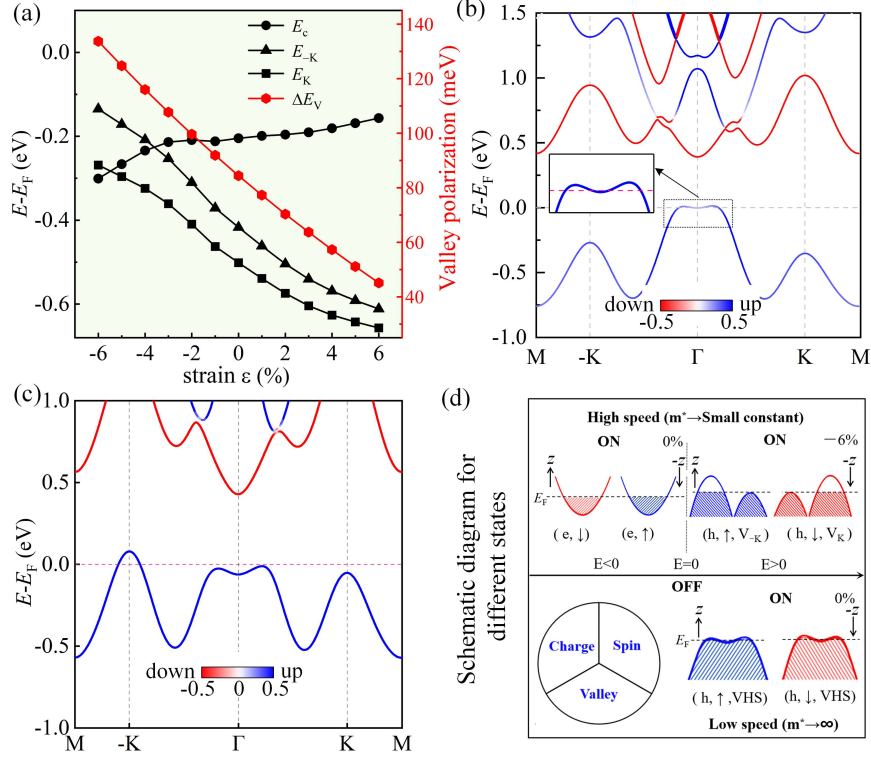 (a)
E_c
E_–K
E_K
ΔE_V
0.0
-0.2
-0.4
-0.6
E-E_F (eV)
-6 -4 -2 0 2 4 6
strain ε (%)
140
120
100
80
60
40
Valley polarization (meV)
(b)
1.5
1.0
0.5
0.0
-0.5
-1.0
E-E_F (eV)
down up
-0.5 0.5
M -K Γ K M
(c)
1.0
0.5
0.0
-0.5
-1.0
E-E_F (eV)
down up
-0.5 0 0.5
M -K Γ K M
(d)
Schematic diagram for
different states
High speed (m*→Small constant)
ON 0% ON −6%
z -z z -z
E_F
( e, ↓) (e, ↑) (h, ↑, V_−K) (h, ↓, V_K)
E<0 E=0 E>0
OFF
ON 0%
z -z
Charge Spin
Valley
E_F
( h, ↑ ,VHS) (h, ↓, VHS)
Low speed (m*→∞)